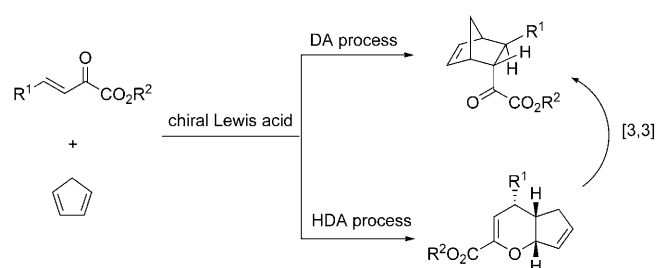 DA process
R1
H
H
O
CO2R2
O
R1
CO2R2
+
chiral Lewis acid
[3,3]
HDA process
R1
H
R2O2C
O
H